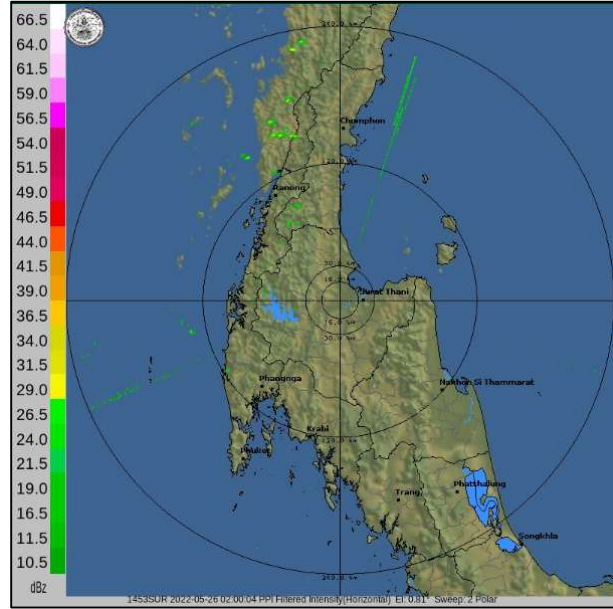 66.5
64.0
61.5
59.0
56.5
54.0
51.5
49.0
46.5
44.0
41.5
39.0
36.5
34.0
31.5
29.0
26.5
24.0
21.5
19.0
16.5
14.0
11.5
10.5
dBz
Chumphon
Ranong
Surat Thani
Nakhon Si Thammarat
Phangnga
Krabi
Phuket
Phatthalung
Trang
Songkhla
1453SUR 2022-05-26 02:00:04 PPI Filtered Intensity(Horizontal) El: 0.81° Sweep: 2 Polar